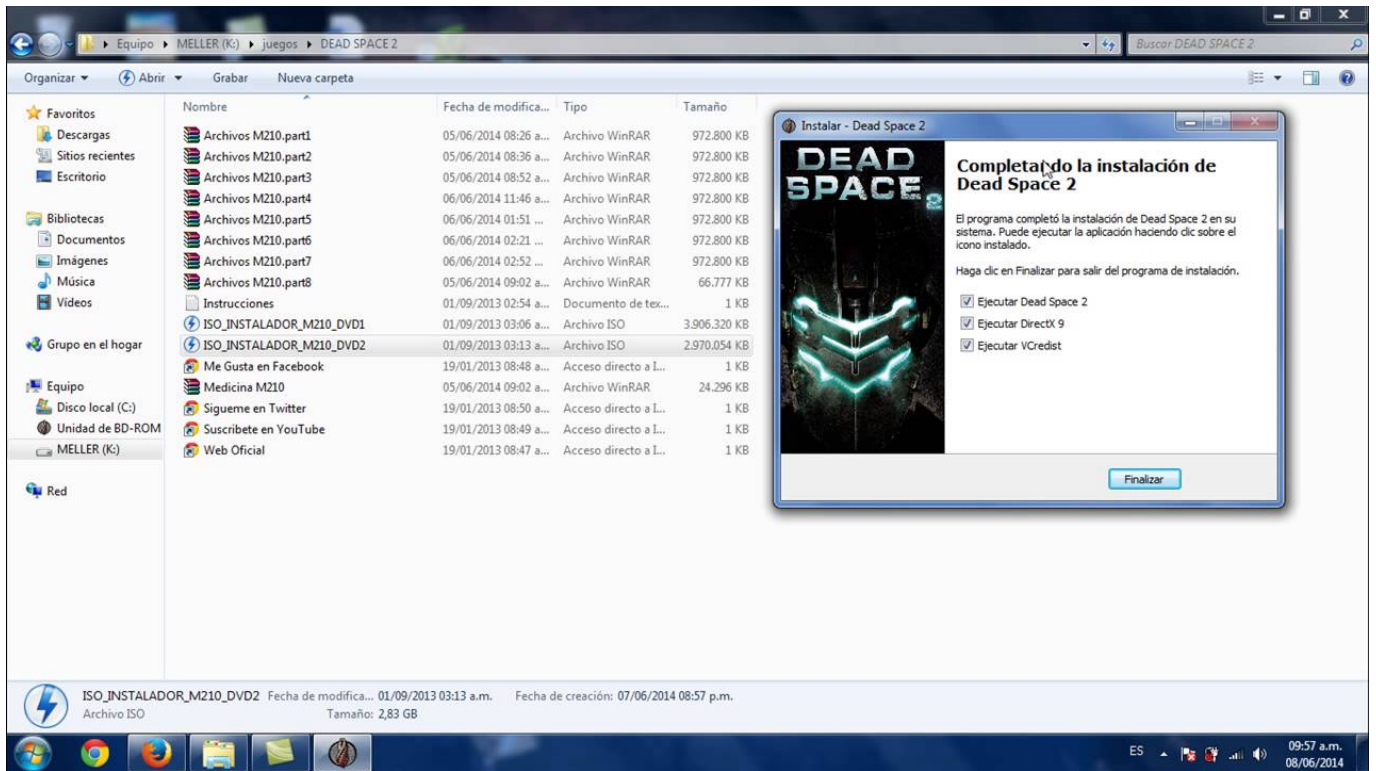 Equipo ▸ MELLER (K:) ▸ juegos ▸ DEAD SPACE 2
Buscar DEAD SPACE 2
Organizar Abrir Grabar Nueva carpeta
Favoritos
Descargas
Sitios recientes
Escritorio
Bibliotecas
Documentos
Imágenes
Música
Vídeos
Grupo en el hogar
Equipo
Disco local (C:)
Unidad de BD-ROM
MELLER (K:)
Red
Nombre Fecha de modifica... Tipo Tamaño
Archivos M210.part1 05/06/2014 08:26 a... Archivo WinRAR 972.800 KB
Archivos M210.part2 05/06/2014 08:36 a... Archivo WinRAR 972.800 KB
Archivos M210.part3 05/06/2014 08:52 a... Archivo WinRAR 972.800 KB
Archivos M210.part4 06/06/2014 11:46 a... Archivo WinRAR 972.800 KB
Archivos M210.part5 06/06/2014 01:51 ... Archivo WinRAR 972.800 KB
Archivos M210.part6 06/06/2014 02:21 ... Archivo WinRAR 972.800 KB
Archivos M210.part7 06/06/2014 02:52 ... Archivo WinRAR 972.800 KB
Archivos M210.part8 05/06/2014 09:02 a... Archivo WinRAR 66.777 KB
Instrucciones 01/09/2013 02:54 a... Documento de tex... 1 KB
ISO_INSTALADOR_M210_DVD1 01/09/2013 03:06 a... Archivo ISO 3.906.320 KB
ISO_INSTALADOR_M210_DVD2 01/09/2013 03:13 a... Archivo ISO 2.970.054 KB
Me Gusta en Facebook 19/01/2013 08:48 a... Acceso directo a I... 1 KB
Medicina M210 05/06/2014 09:02 a... Archivo WinRAR 24.296 KB
Sigueme en Twitter 19/01/2013 08:50 a... Acceso directo a I... 1 KB
Suscribete en YouTube 19/01/2013 08:49 a... Acceso directo a I... 1 KB
Web Oficial 19/01/2013 08:47 a... Acceso directo a I... 1 KB
Instalar - Dead Space 2
DEAD
SPACE 2
Completando la instalación de
Dead Space 2
El programa completó la instalación de Dead Space 2 en su
sistema. Puede ejecutar la aplicación haciendo clic sobre el
icono instalado.
Haga clic en Finalizar para salir del programa de instalación.
Ejecutar Dead Space 2
Ejecutar DirectX 9
Ejecutar VCredist
Finalizar
ISO_INSTALADOR_M210_DVD2 Fecha de modifica... 01/09/2013 03:13 a.m. Fecha de creación: 07/06/2014 08:57 p.m.
Archivo ISO Tamaño: 2,83 GB
ES 09:57 a.m.
08/06/2014